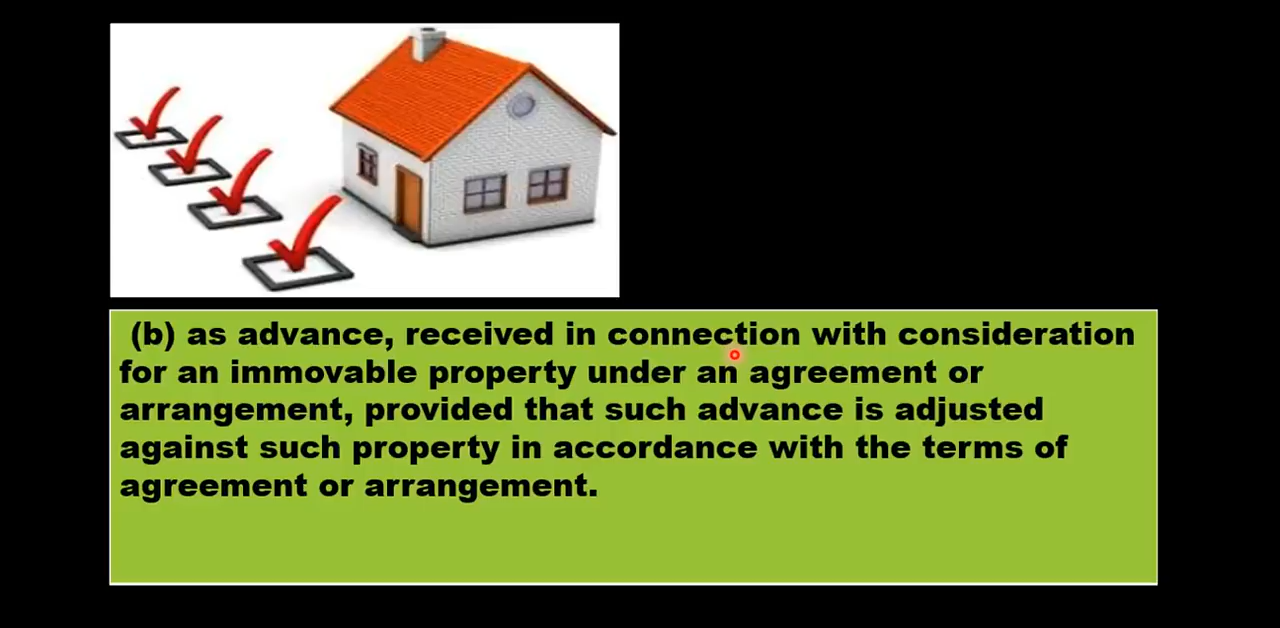 (b) as advance, received in connection with consideration
for an immovable property under an agreement or
arrangement, provided that such advance is adjusted
against such property in accordance with the terms of
agreement or arrangement.